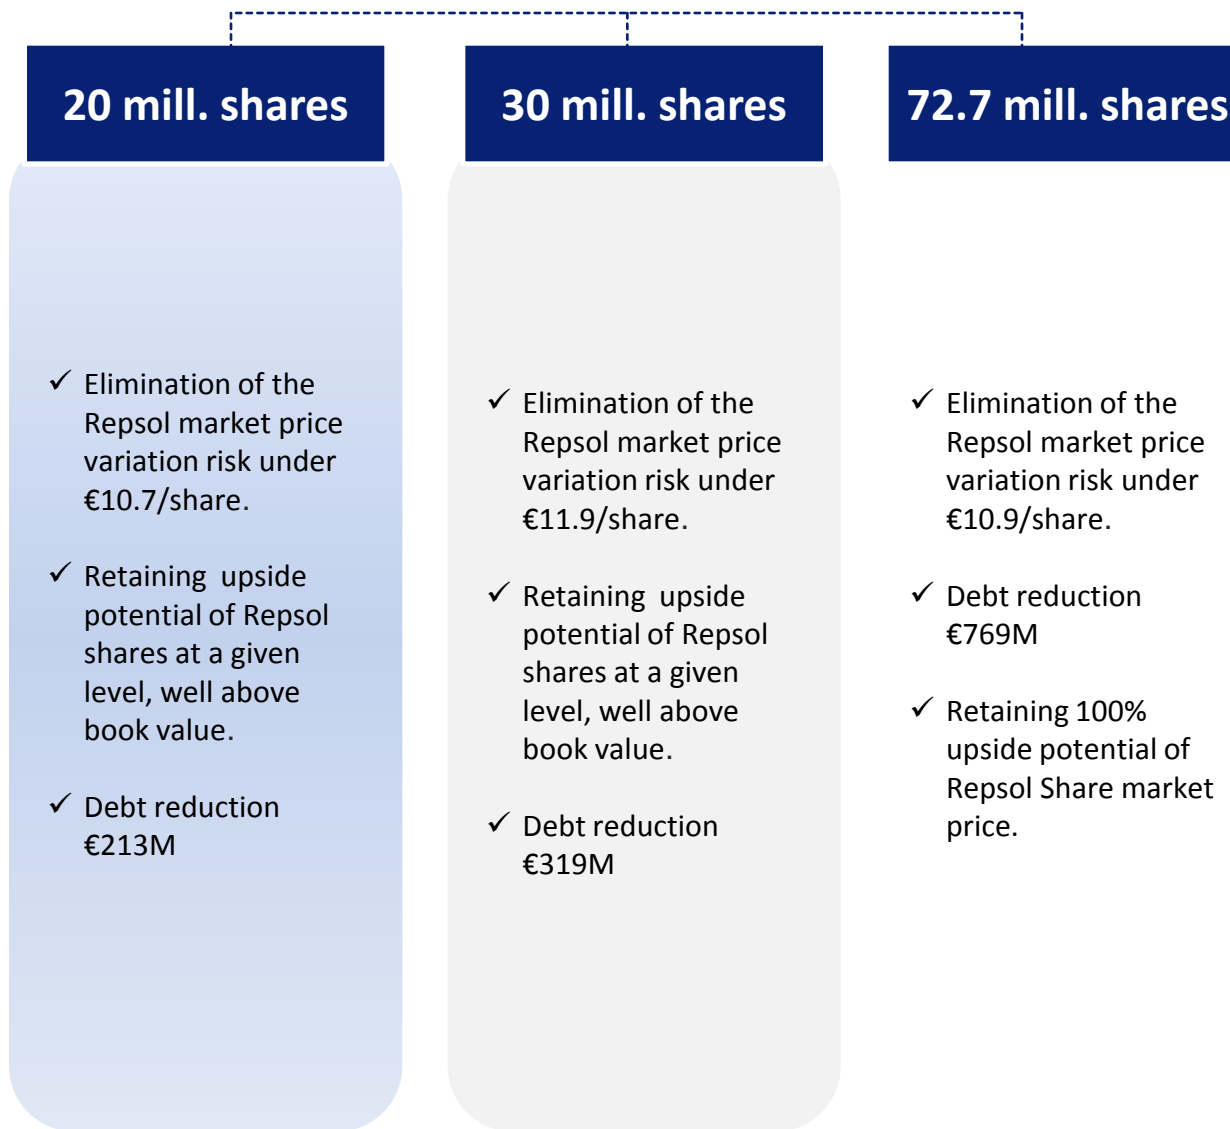 20 mill. shares
✓ Elimination of the
Repsol market price
variation risk under
€10.7/share.
✓ Retaining upside
potential of Repsol
shares at a given
level, well above
book value.
✓ Debt reduction
€213M
30 mill. shares
✓ Elimination of the
Repsol market price
variation risk under
€11.9/share.
✓ Retaining upside
potential of Repsol
shares at a given
level, well above
book value.
✓ Debt reduction
€319M
72.7 mill. shares
✓ Elimination of the
Repsol market price
variation risk under
€10.9/share.
✓ Debt reduction
€769M
✓ Retaining 100%
upside potential of
Repsol Share market
price.